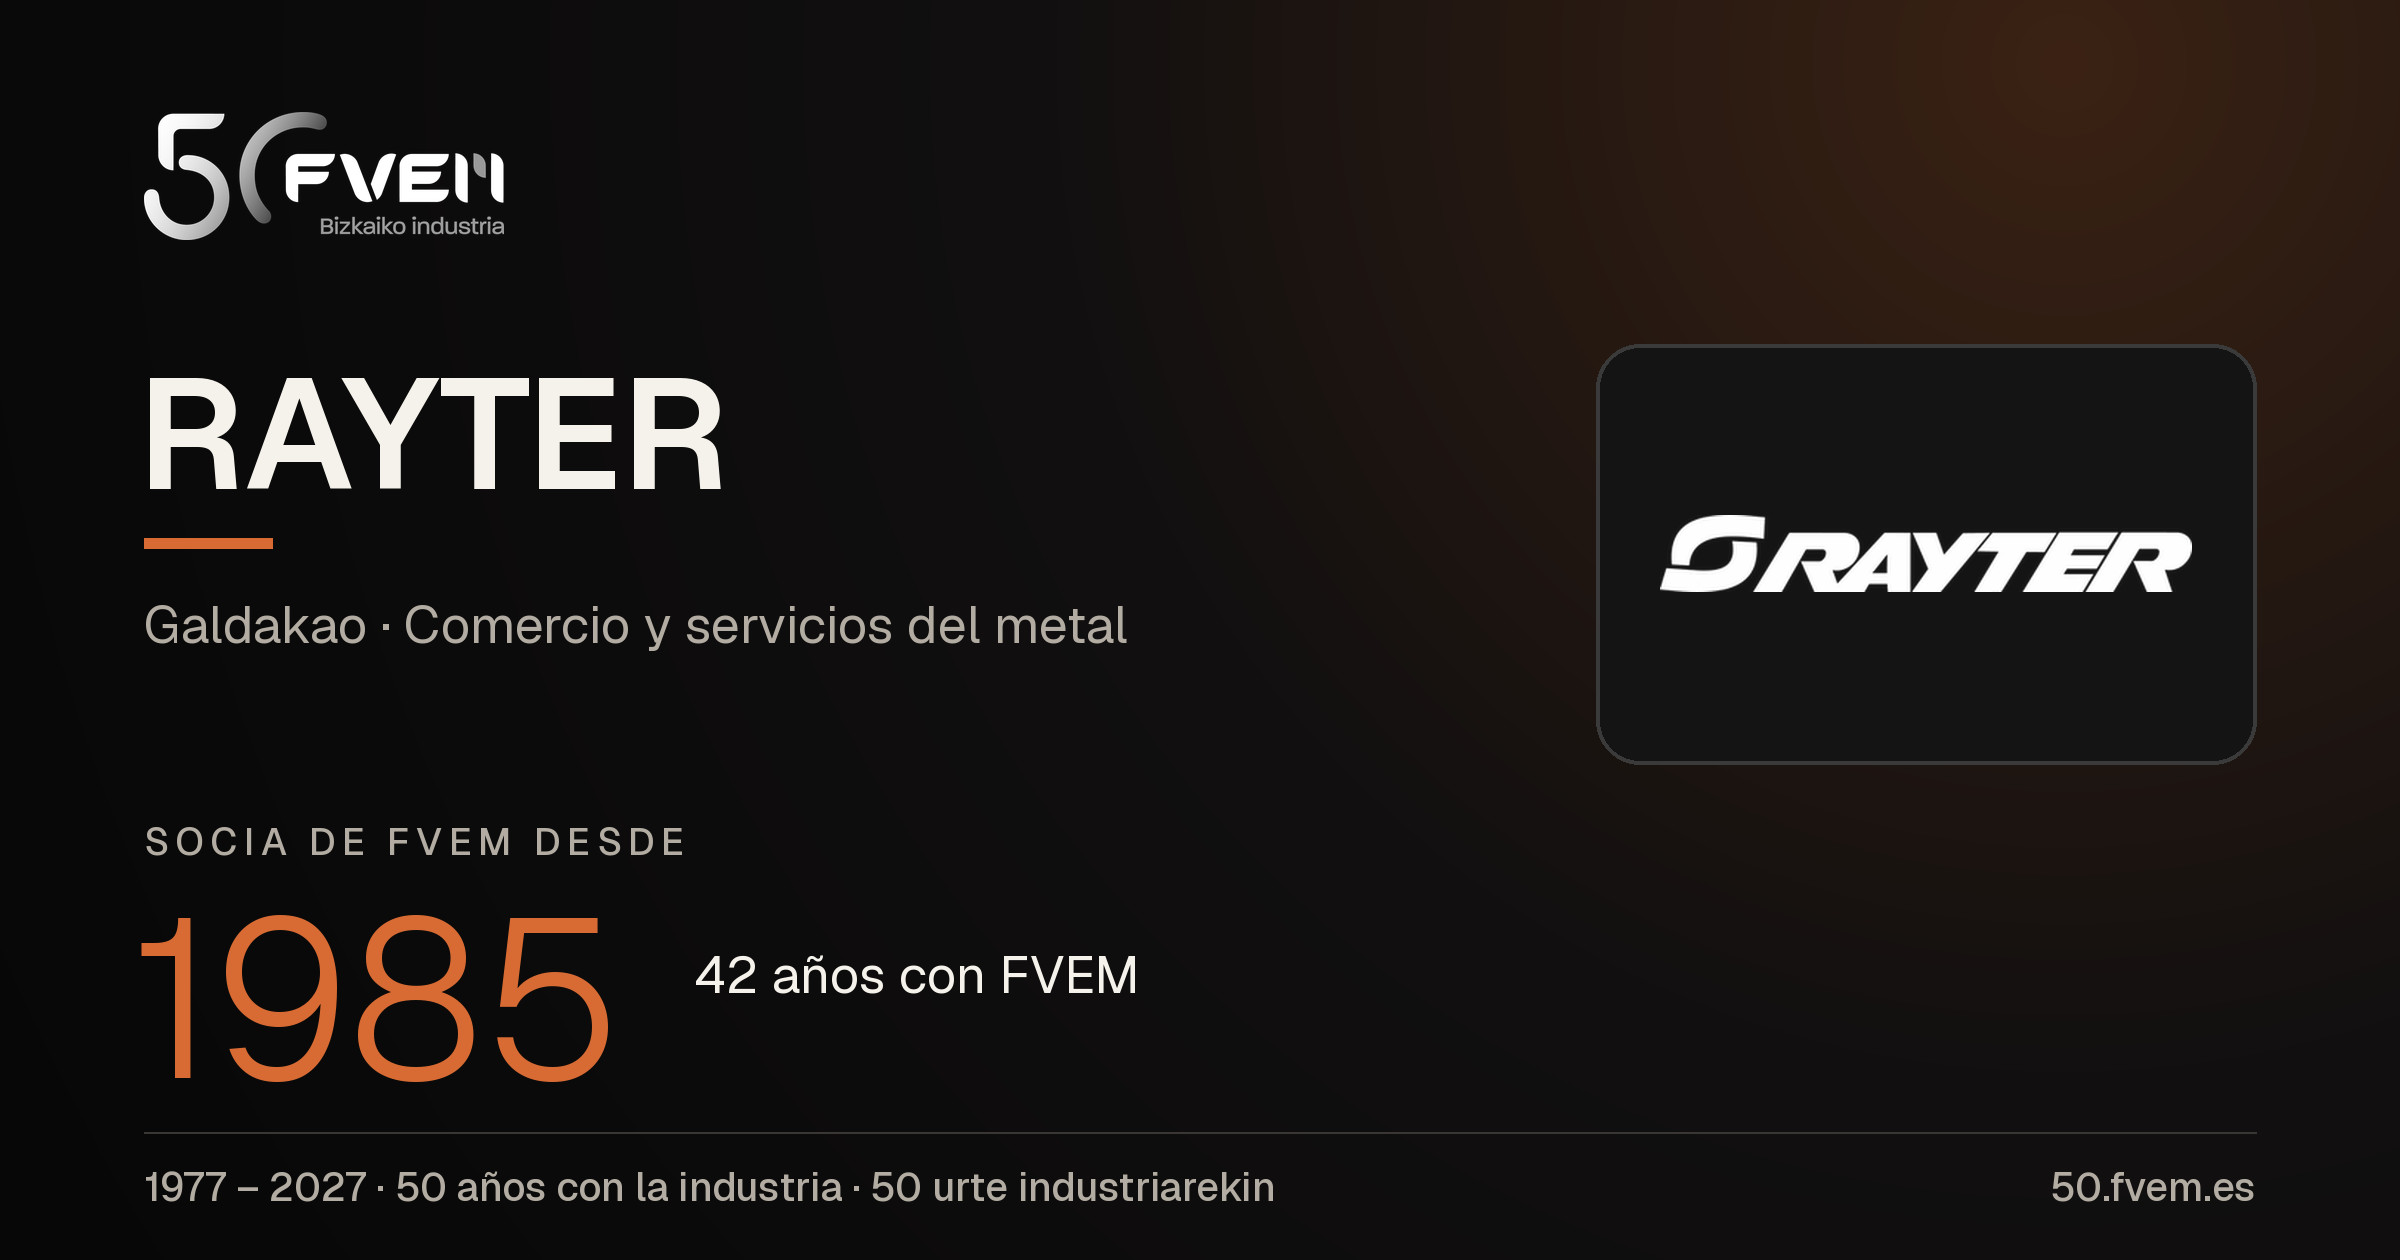 50 FVEM
Bizkaiko industria
RAYTER
Galdakao · Comercio y servicios del metal
RAYTER
SOCIA DE FVEM DESDE
1985
42 años con FVEM
1977 – 2027 · 50 años con la industria · 50 urte industriarekin
50.fvem.es